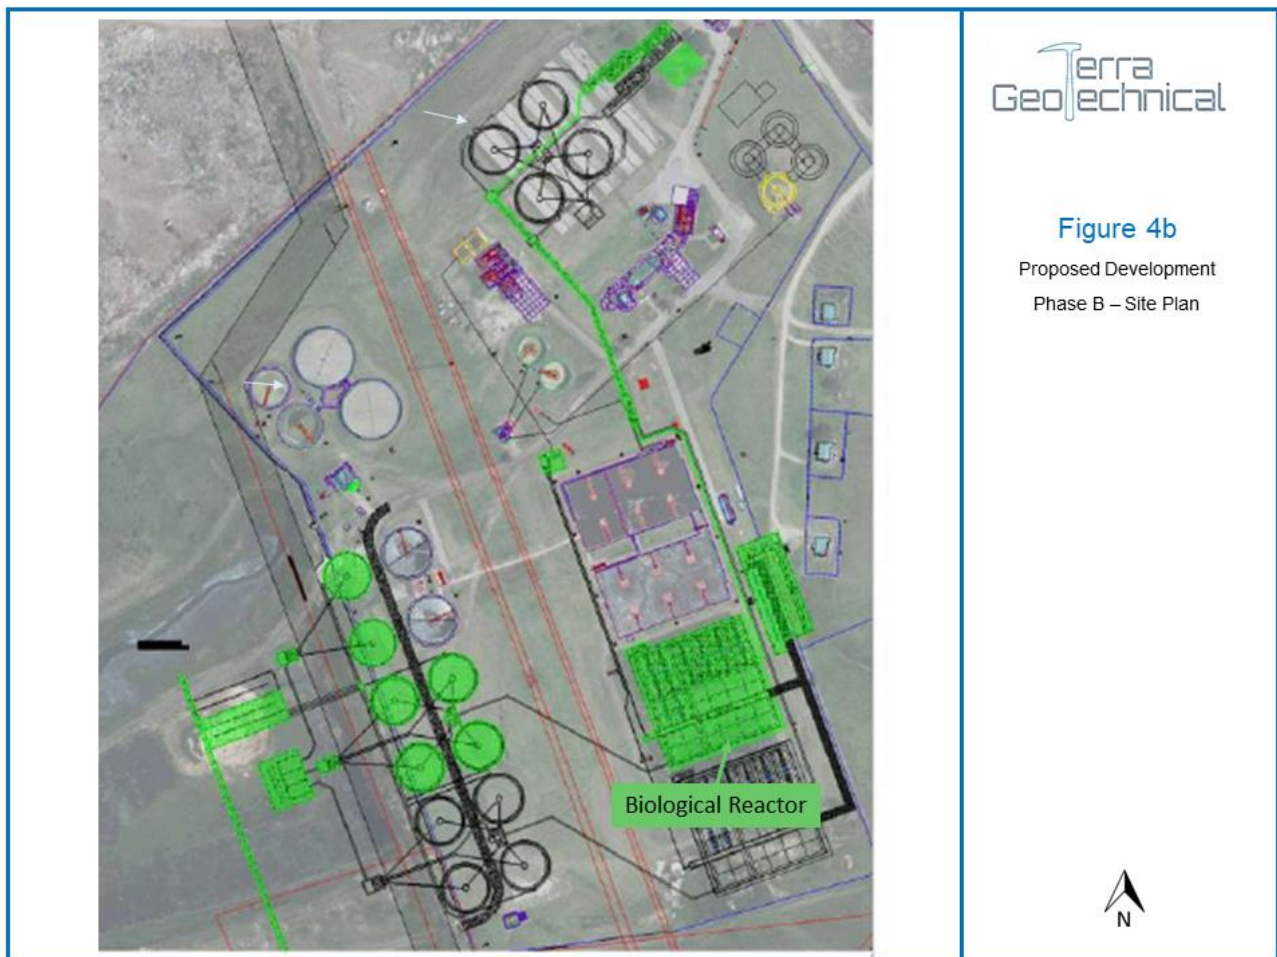 Terra
GeoTechnical
Figure 4b
Proposed Development
Phase B – Site Plan
Biological Reactor
N